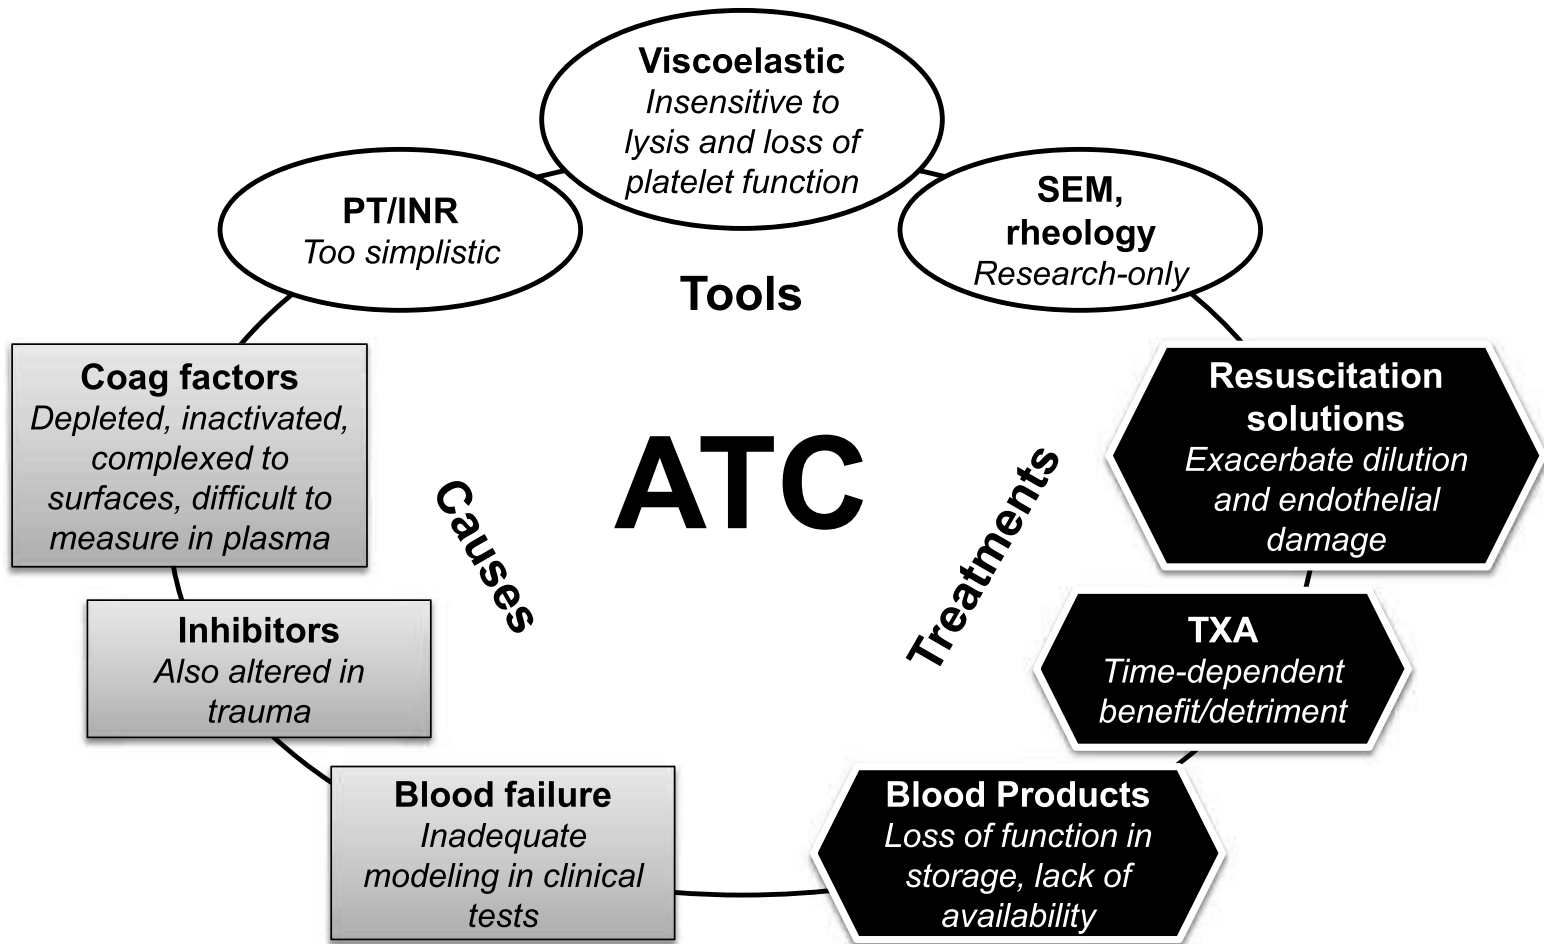 Viscoelastic
Insensitive to
lysis and loss of
platelet function
PT/INR
Too simplistic
SEM,
rheology
Research-only
Tools
Coag factors
Depleted, inactivated,
complexed to
surfaces, difficult to
measure in plasma
Resuscitation
solutions
Exacerbate dilution
and endothelial
damage
ATC
Causes
Treatments
Inhibitors
Also altered in
trauma
TXA
Time-dependent
benefit/detriment
Blood failure
Inadequate
modeling in clinical
tests
Blood Products
Loss of function in
storage, lack of
availability